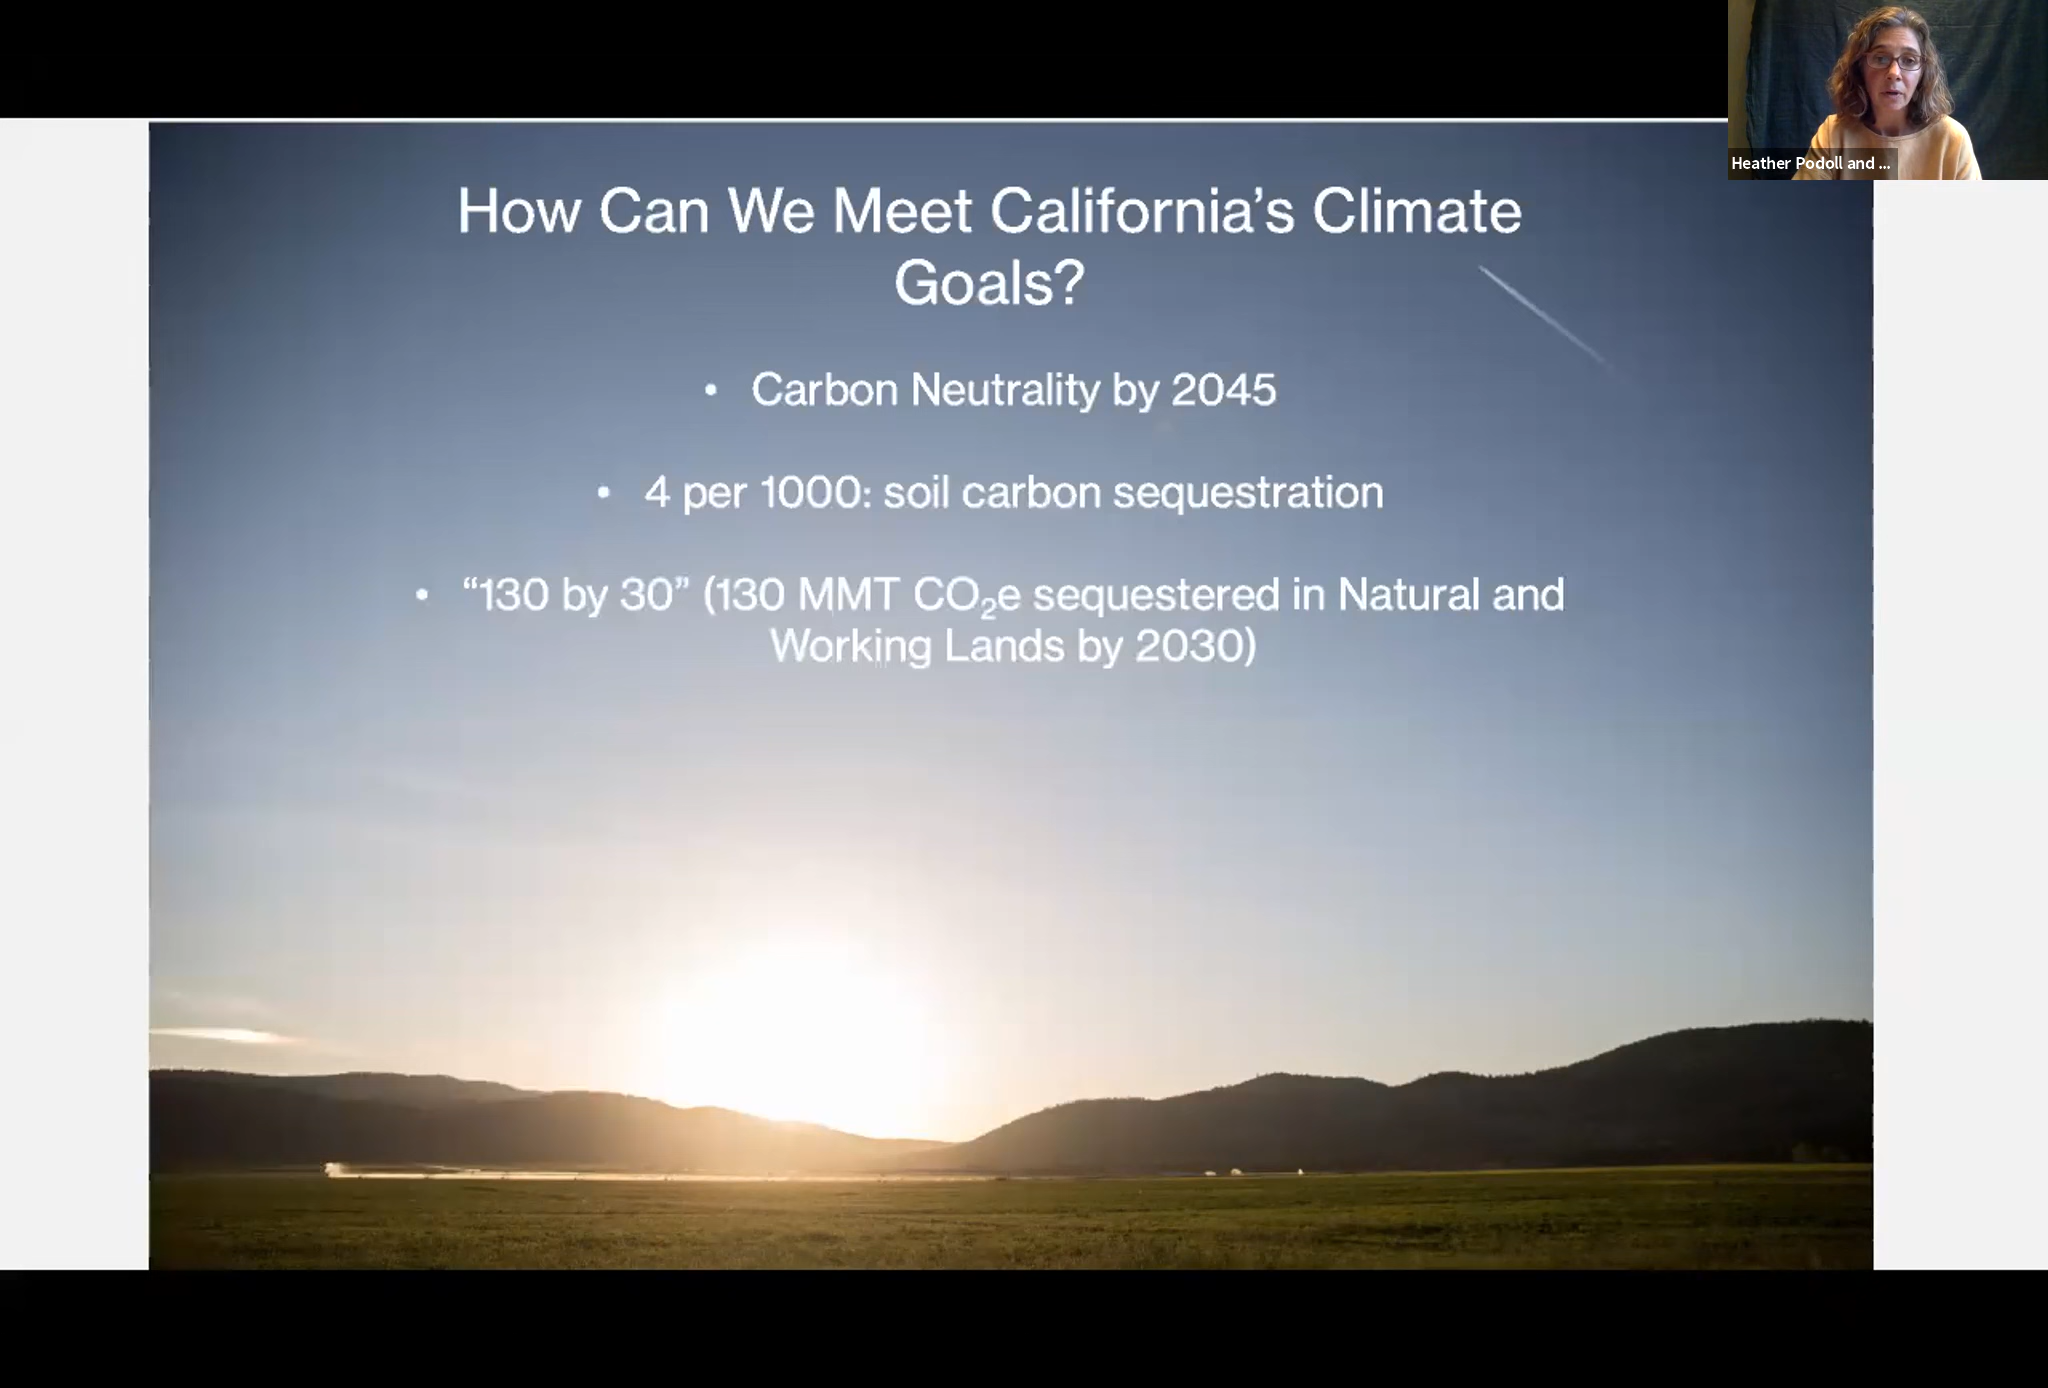 How Can We Meet California’s Climate
Goals?
• Carbon Neutrality by 2045
• 4 per 1000: soil carbon sequestration
• “130 by 30” (130 MMT CO₂e sequestered in Natural and
Working Lands by 2030)
Heather Podoll and ...